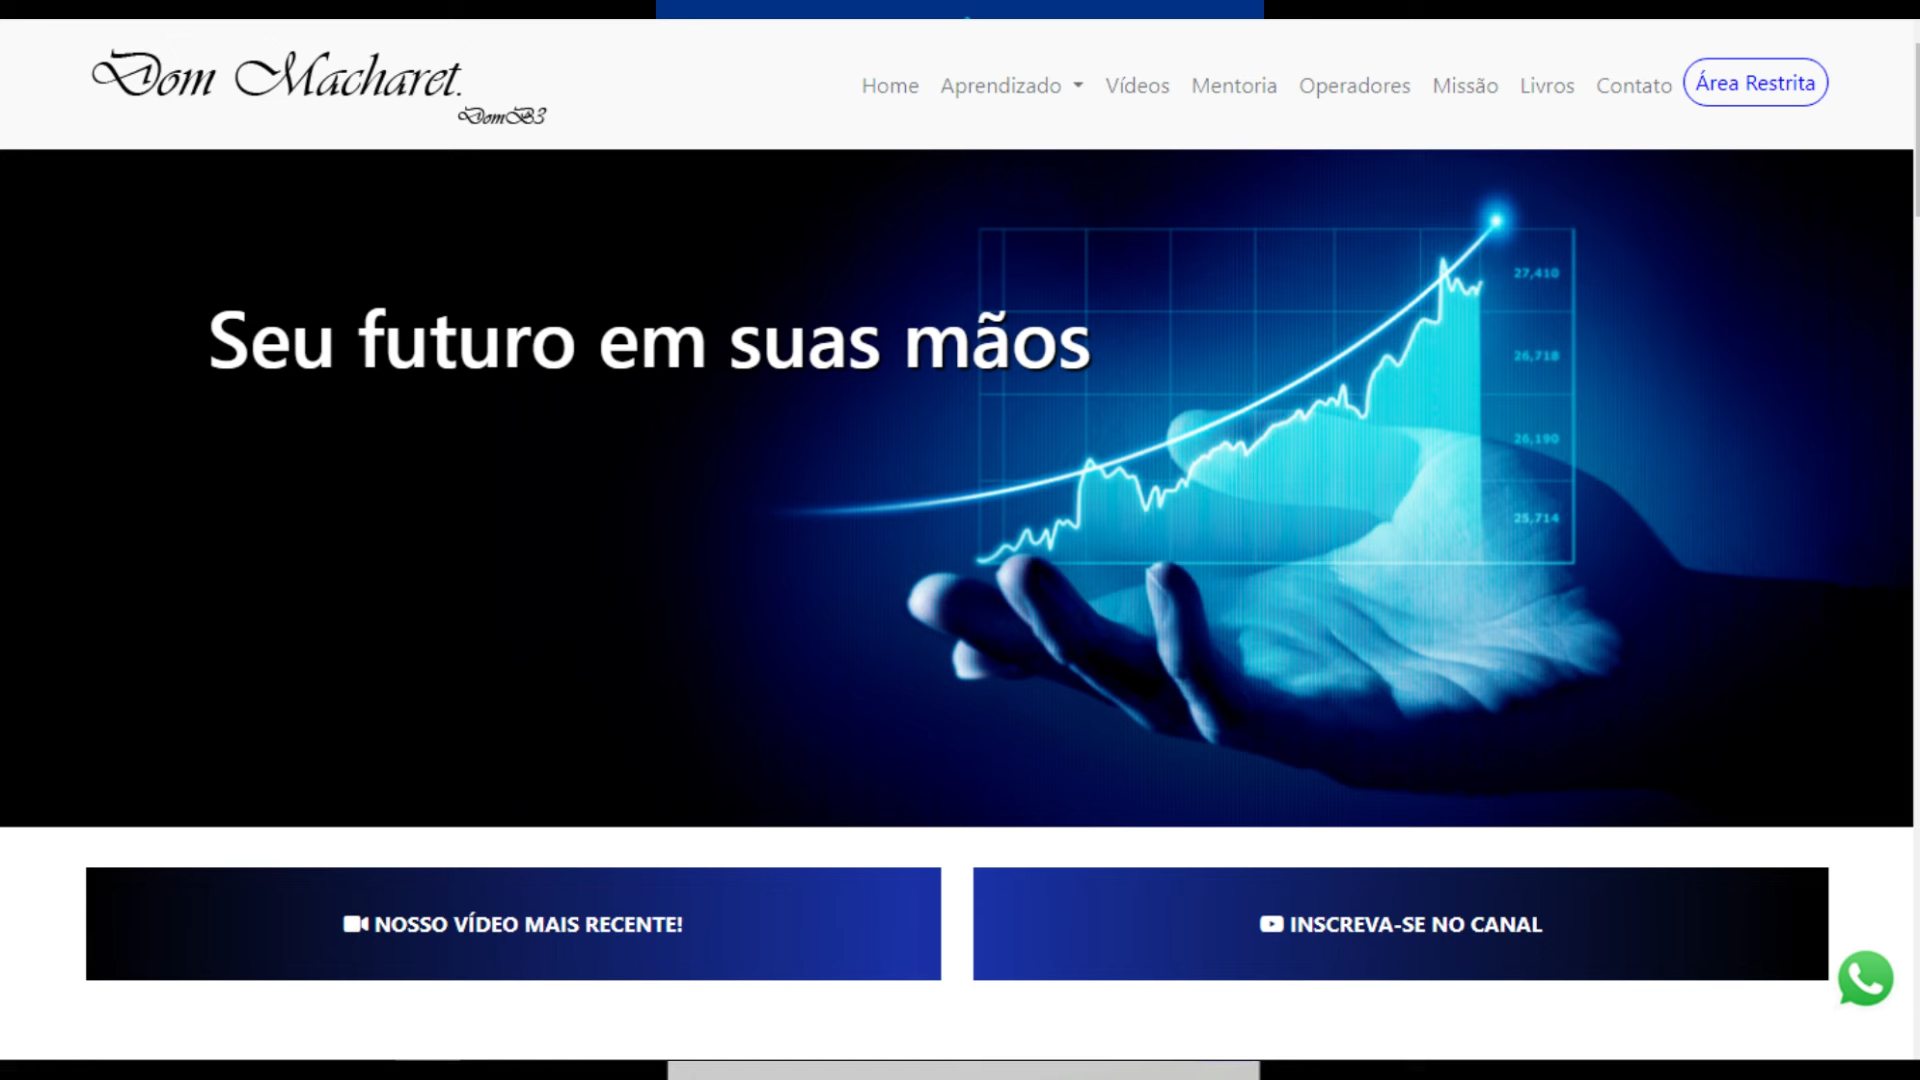 Dom Macharet.
DomB3
Home Aprendizado Vídeos Mentoria Operadores Missão Livros Contato Área Restrita
Seu futuro em suas mãos
27,410
26,718
26,190
25,714
NOSSO VÍDEO MAIS RECENTE!
INSCREVA-SE NO CANAL